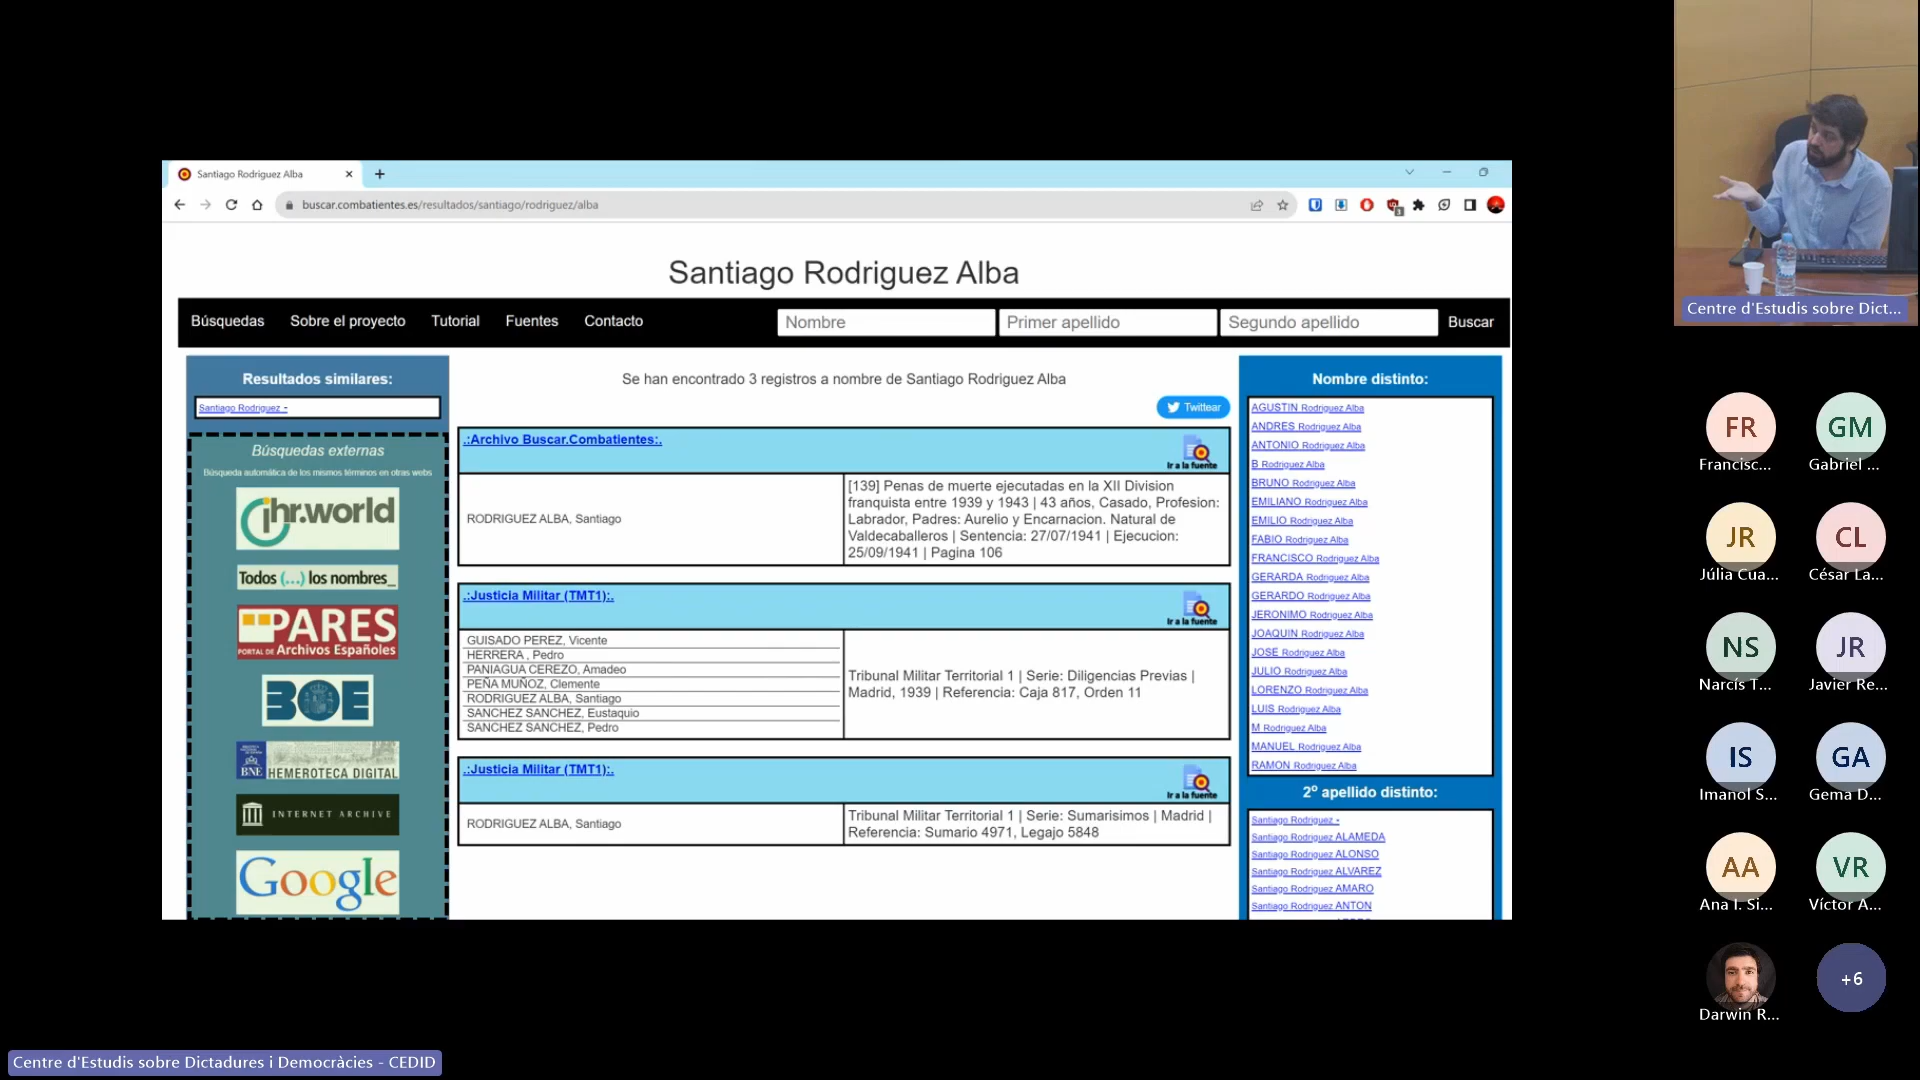 Santiago Rodriguez Alba
buscar.combatientes.es/resultados/santiago/rodriguez/alba
Santiago Rodriguez Alba
Búsquedas Sobre el proyecto Tutorial Fuentes Contacto Nombre Primer apellido Segundo apellido Buscar
Resultados similares:
Santiago Rodriguez -
Búsquedas externas
Búsqueda automática de los mismos términos en otras webs
ihr.world
Todos (...) los nombres_
PARES
PORTAL DE Archivos Españoles
BOE
BNE HEMEROTECA DIGITAL
INTERNET ARCHIVE
Google
Se han encontrado 3 registros a nombre de Santiago Rodriguez Alba
Twittear
.:Archivo Buscar.Combatientes:.
Ir a la fuente
RODRIGUEZ ALBA, Santiago
[139] Penas de muerte ejecutadas en la XII Division
franquista entre 1939 y 1943 | 43 años, Casado, Profesion:
Labrador, Padres: Aurelio y Encarnacion. Natural de
Valdecaballeros | Sentencia: 27/07/1941 | Ejecucion:
25/09/1941 | Pagina 106
.:Justicia Militar (TMT1):.
Ir a la fuente
GUISADO PEREZ, Vicente
HERRERA , Pedro
PANIAGUA CEREZO, Amadeo
PEÑA MUÑOZ, Clemente
RODRIGUEZ ALBA, Santiago
SANCHEZ SANCHEZ, Eustaquio
SANCHEZ SANCHEZ, Pedro
Tribunal Militar Territorial 1 | Serie: Diligencias Previas |
Madrid, 1939 | Referencia: Caja 817, Orden 11
.:Justicia Militar (TMT1):.
Ir a la fuente
RODRIGUEZ ALBA, Santiago
Tribunal Militar Territorial 1 | Serie: Sumarisimos | Madrid |
Referencia: Sumario 4971, Legajo 5848
Nombre distinto:
AGUSTIN Rodriguez Alba
ANDRES Rodriguez Alba
ANTONIO Rodriguez Alba
B Rodriguez Alba
BRUNO Rodriguez Alba
EMILIANO Rodriguez Alba
EMILIO Rodriguez Alba
FABIO Rodriguez Alba
FRANCISCO Rodriguez Alba
GERARDA Rodriguez Alba
GERARDO Rodriguez Alba
JERONIMO Rodriguez Alba
JOAQUIN Rodriguez Alba
JOSE Rodriguez Alba
JULIO Rodriguez Alba
LORENZO Rodriguez Alba
LUIS Rodriguez Alba
M Rodriguez Alba
MANUEL Rodriguez Alba
RAMON Rodriguez Alba
2º apellido distinto:
Santiago Rodriguez -
Santiago Rodriguez ALAMEDA
Santiago Rodriguez ALONSO
Santiago Rodriguez ALVAREZ
Santiago Rodriguez AMARO
Santiago Rodriguez ANTON
Centre d'Estudis sobre Dict...
FR GM
Francisc... Gabriel ...
JR CL
Júlia Cua... César La...
NS JR
Narcís T... Javier Re...
IS GA
Imanol S... Gema D...
AA VR
Ana I. Si... Víctor A...
+6
Darwin R...
Centre d'Estudis sobre Dictadures i Democràcies - CEDID